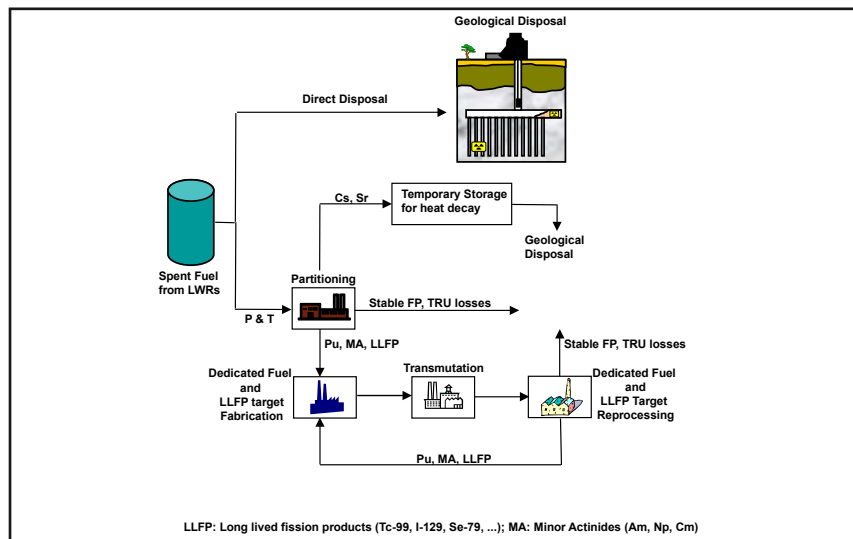 Geological Disposal
Direct Disposal
Cs, Sr
Temporary Storage
for heat decay
Geological
Disposal
Spent Fuel
from LWRs
Partitioning
P & T
Stable FP, TRU losses
Pu, MA, LLFP
Stable FP, TRU losses
Dedicated Fuel
and
LLFP target
Fabrication
Transmutation
Dedicated Fuel
and
LLFP Target
Reprocessing
Pu, MA, LLFP
LLFP: Long lived fission products (Tc-99, I-129, Se-79, ...); MA: Minor Actinides (Am, Np, Cm)